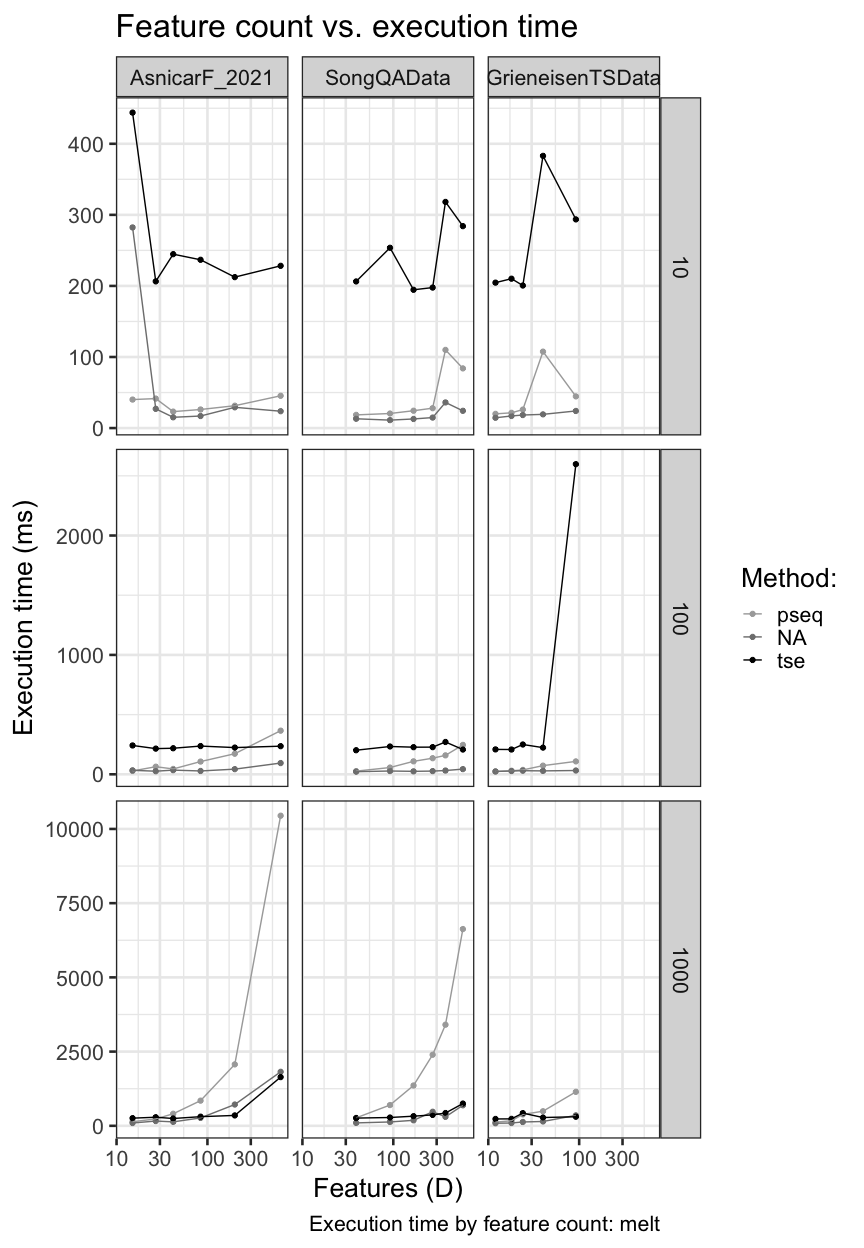 Feature count vs. execution time
AsnicarF_2021 SongQAData GrieneisenTSData
400
300
200
100
0
10
2000
1000
0
100
10000
7500
5000
2500
0
1000
10 30 100 300 10 30 100 300 10 30 100 300
Execution time (ms)
Features (D)
Execution time by feature count: melt
Method:
pseq
NA
tse